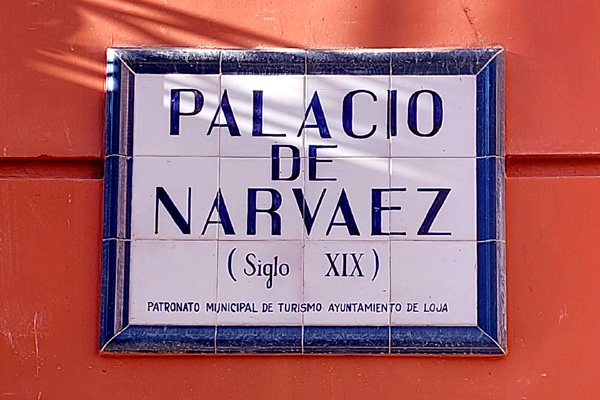 PALACIO
DE
NARVAEZ
(Siglo XIX)
PATRONATO MUNICIPAL DE TURISMO AYUNTAMIENTO DE LOJA